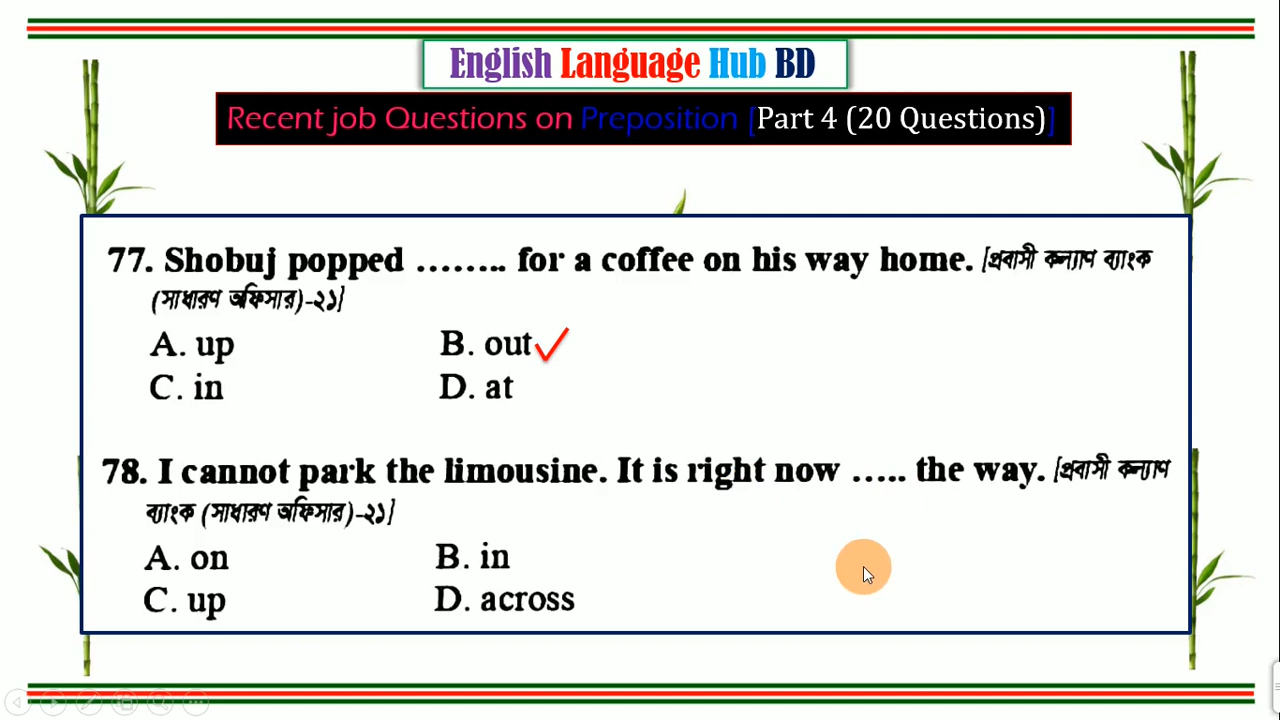 English Language Hub BD
Recent job Questions on Preposition [Part 4 (20 Questions)]
77. Shobuj popped …….. for a coffee on his way home. [প্রবাসী কল্যাণ ব্যাংক
(সাধারণ অফিসার)-২১]
A. up B. out
C. in D. at
78. I cannot park the limousine. It is right now ….. the way. [প্রবাসী কল্যাণ
ব্যাংক (সাধারণ অফিসার)-২১]
A. on B. in
C. up D. across